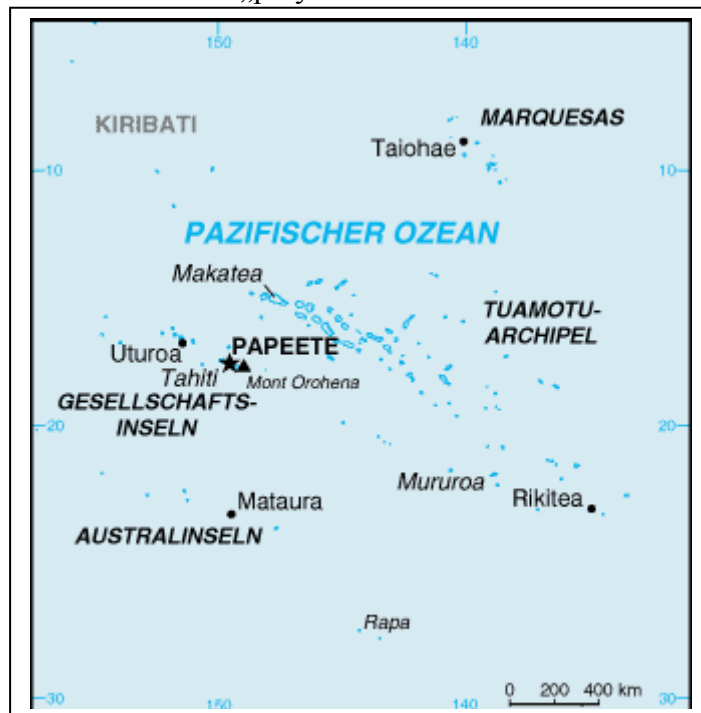 150 140
KIRIBATI
MARQUESAS
Taiohae
10 10
PAZIFISCHER OZEAN
Makatea
TUAMOTU-
ARCHIPEL
PAPEETE
Uturoa
Tahiti
Mont Orohena
GESELLSCHAFTS-
INSELN
20 20
Mururoa
Rikitea
Mataura
AUSTRALINSELN
Rapa
0 200 400 km
30 150 140 30